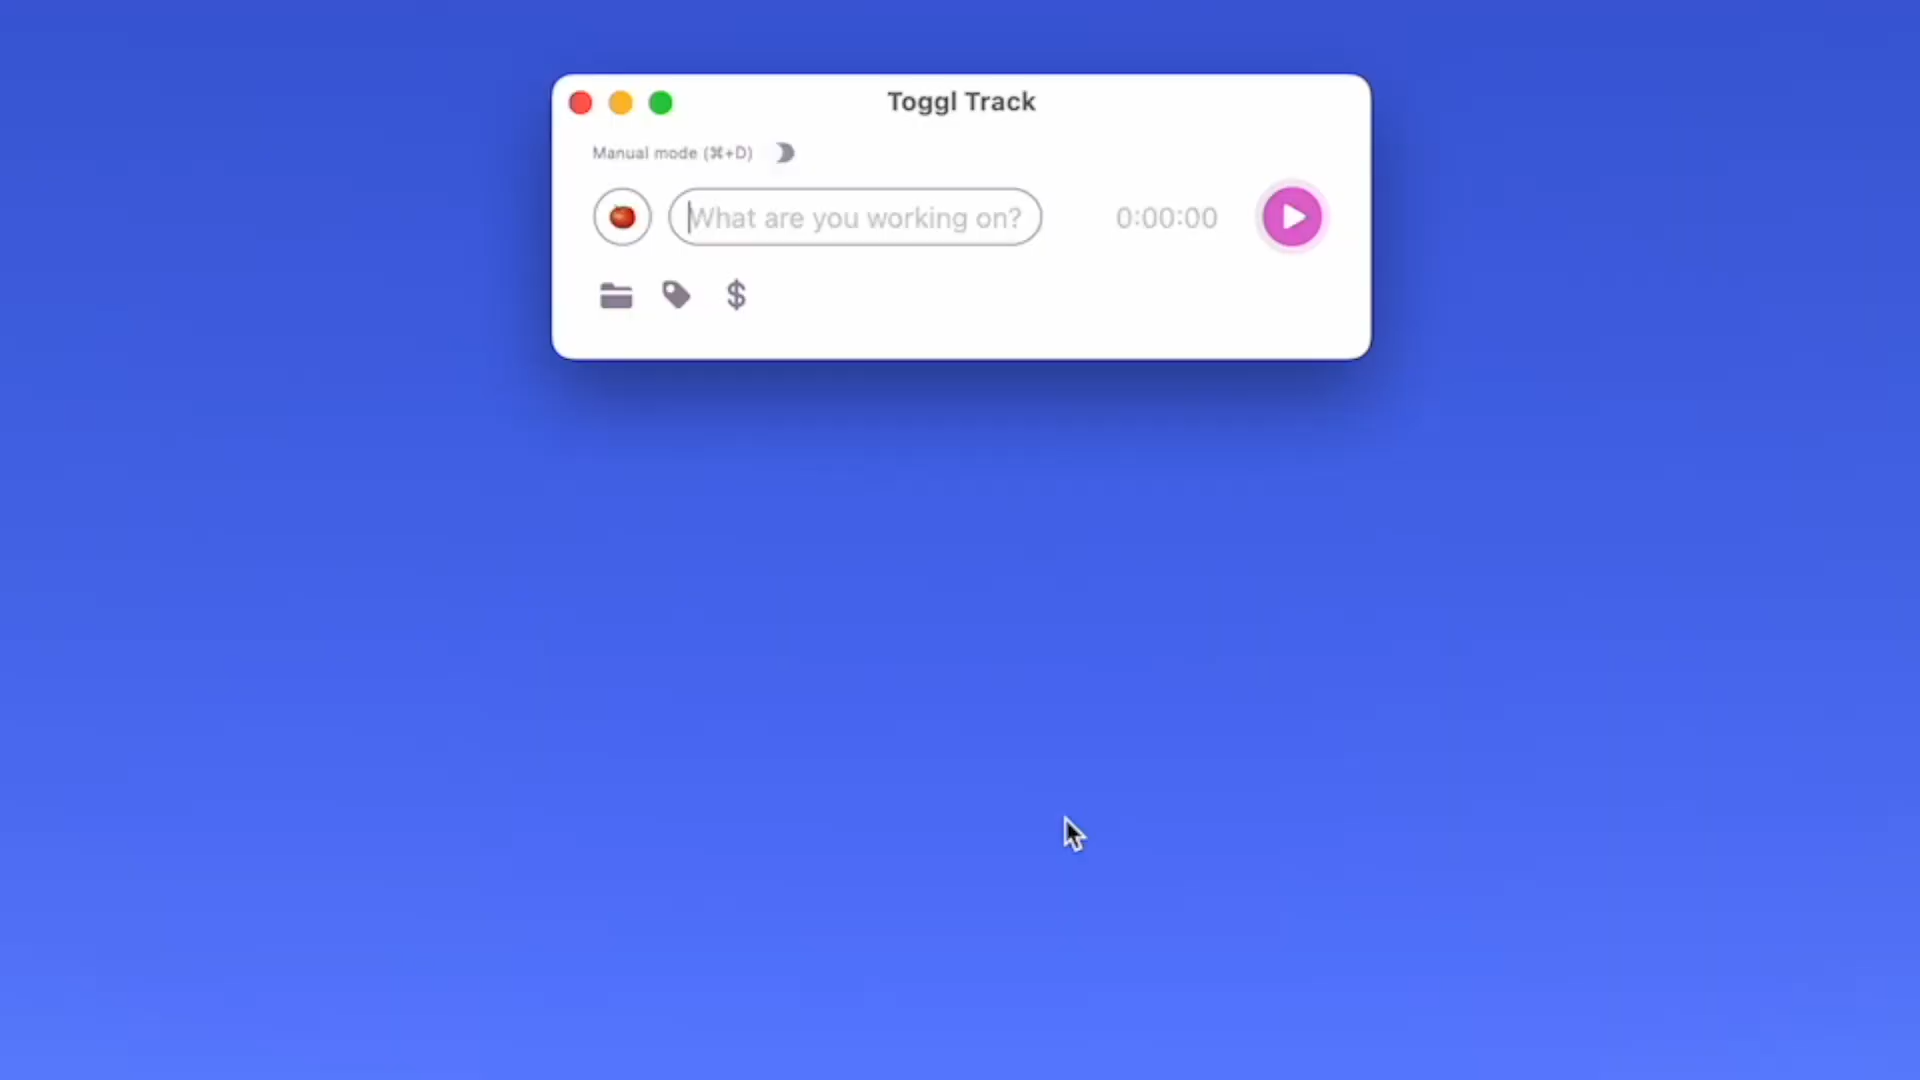 Toggl Track
Manual mode (⌘+D)
What are you working on?
0:00:00
$